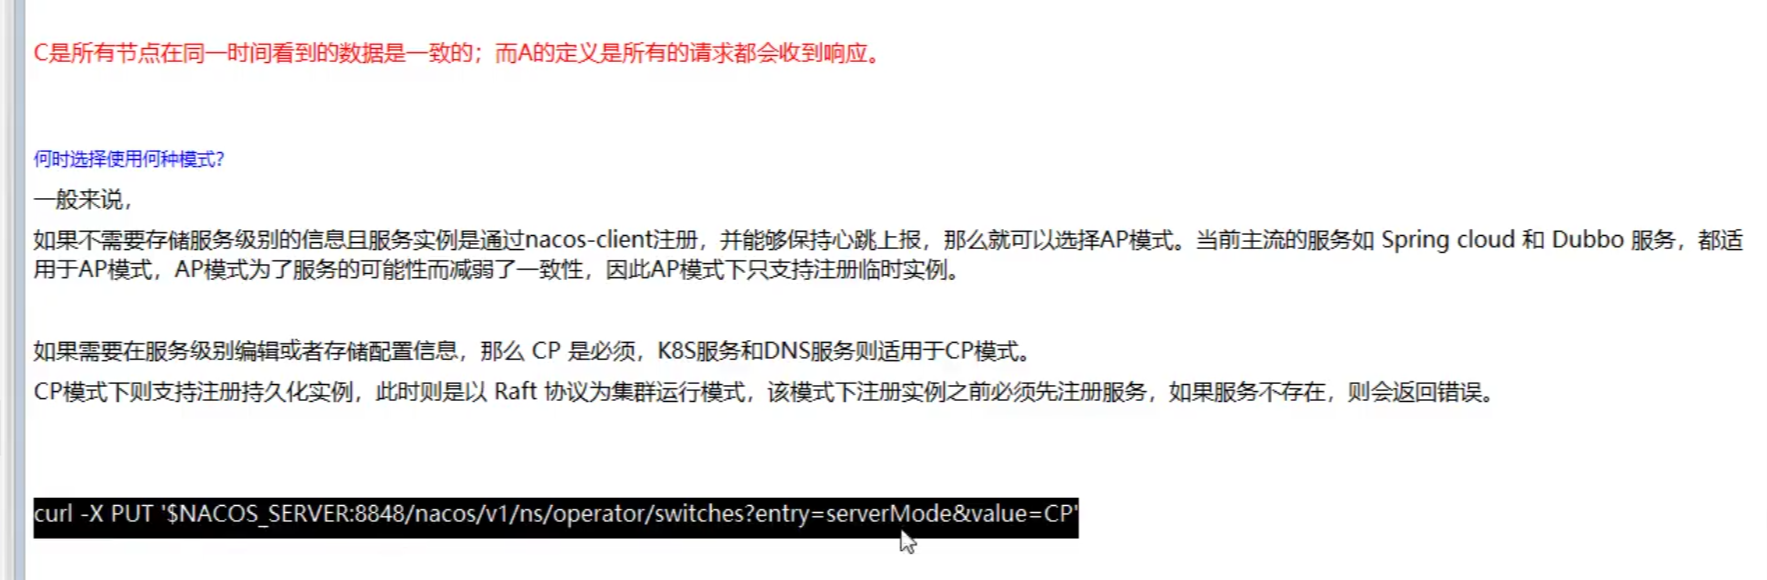 C是所有节点在同一时间看到的数据是一致的；而A的定义是所有的请求都会收到响应。
何时选择使用何种模式？
一般来说，
如果不需要存储服务级别的信息且服务实例是通过nacos-client注册，并能够保持心跳上报，那么就可以选择AP模式。当前主流的服务如 Spring cloud 和 Dubbo 服务，都适
用于AP模式，AP模式为了服务的可能性而减弱了一致性，因此AP模式下只支持注册临时实例。
如果需要在服务级别编辑或者存储配置信息，那么 CP 是必须，K8S服务和DNS服务则适用于CP模式。
CP模式下则支持注册持久化实例，此时则是以 Raft 协议为集群运行模式，该模式下注册实例之前必须先注册服务，如果服务不存在，则会返回错误。
curl -X PUT '$NACOS_SERVER:8848/nacos/v1/ns/operator/switches?entry=serverMode&value=CP'